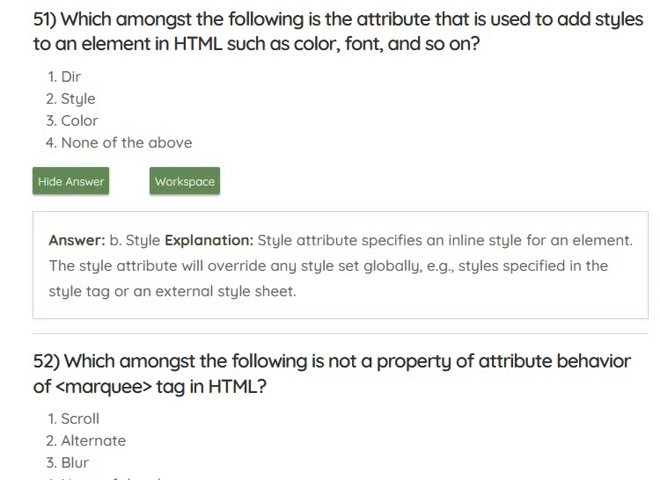 51) Which amongst the following is the attribute that is used to add styles
to an element in HTML such as color, font, and so on?
1. Dir
2. Style
3. Color
4. None of the above
Hide Answer Workspace
Answer: b. Style Explanation: Style attribute specifies an inline style for an element.
The style attribute will override any style set globally, e.g., styles specified in the
style tag or an external style sheet.
52) Which amongst the following is not a property of attribute behavior
of <marquee> tag in HTML?
1. Scroll
2. Alternate
3. Blur